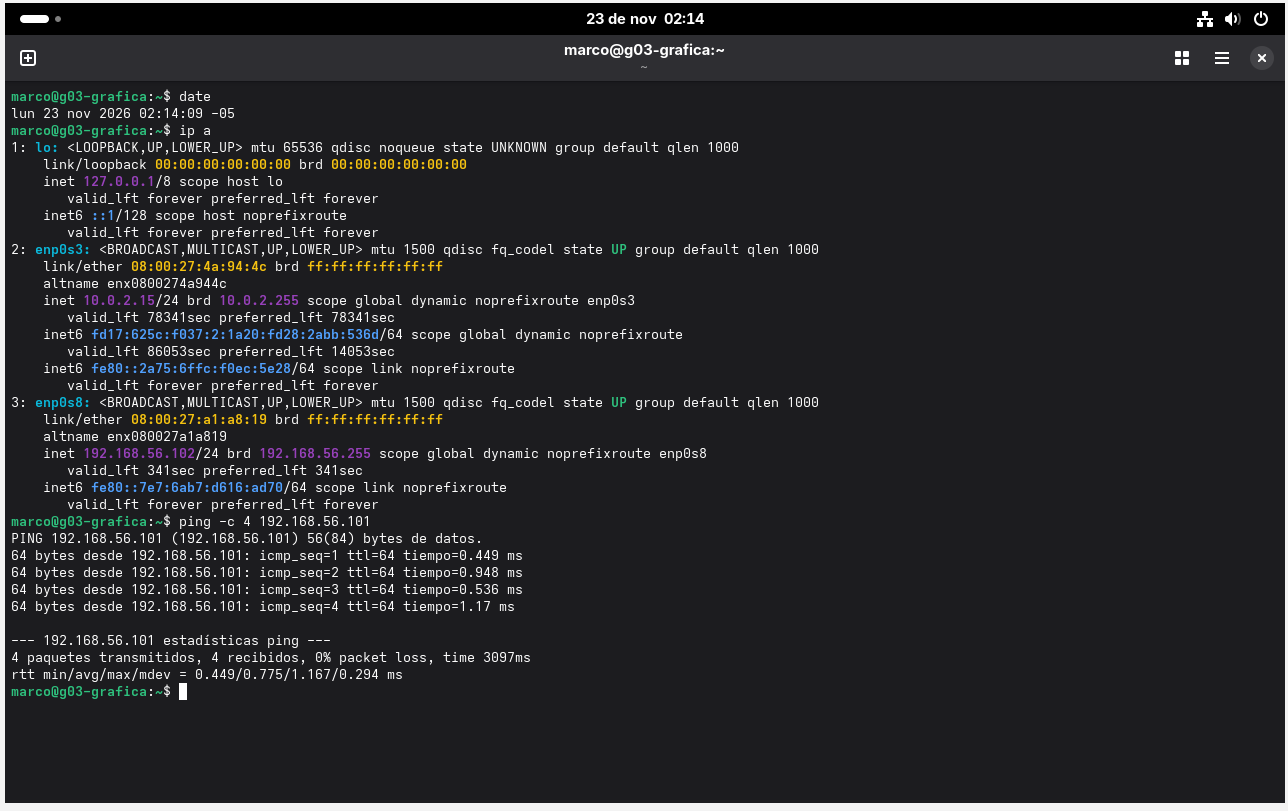 23 de nov 02:14
marco@g03-grafica:~
~
marco@g03-grafica:~$ date
lun 23 nov 2026 02:14:09 -05
marco@g03-grafica:~$ ip a
1: lo: <LOOPBACK,UP,LOWER_UP> mtu 65536 qdisc noqueue state UNKNOWN group default qlen 1000
    link/loopback 00:00:00:00:00:00 brd 00:00:00:00:00:00
    inet 127.0.0.1/8 scope host lo
       valid_lft forever preferred_lft forever
    inet6 ::1/128 scope host noprefixroute
       valid_lft forever preferred_lft forever
2: enp0s3: <BROADCAST,MULTICAST,UP,LOWER_UP> mtu 1500 qdisc fq_codel state UP group default qlen 1000
    link/ether 08:00:27:4a:94:4c brd ff:ff:ff:ff:ff:ff
    altname enx0800274a944c
    inet 10.0.2.15/24 brd 10.0.2.255 scope global dynamic noprefixroute enp0s3
       valid_lft 78341sec preferred_lft 78341sec
    inet6 fd17:625c:f037:2:1a20:fd28:2abb:536d/64 scope global dynamic noprefixroute
       valid_lft 86053sec preferred_lft 14053sec
    inet6 fe80::2a75:6ffc:f0ec:5e28/64 scope link noprefixroute
       valid_lft forever preferred_lft forever
3: enp0s8: <BROADCAST,MULTICAST,UP,LOWER_UP> mtu 1500 qdisc fq_codel state UP group default qlen 1000
    link/ether 08:00:27:a1:a8:19 brd ff:ff:ff:ff:ff:ff
    altname enx080027a1a819
    inet 192.168.56.102/24 brd 192.168.56.255 scope global dynamic noprefixroute enp0s8
       valid_lft 341sec preferred_lft 341sec
    inet6 fe80::7e7:6ab7:d616:ad70/64 scope link noprefixroute
       valid_lft forever preferred_lft forever
marco@g03-grafica:~$ ping -c 4 192.168.56.101
PING 192.168.56.101 (192.168.56.101) 56(84) bytes de datos.
64 bytes desde 192.168.56.101: icmp_seq=1 ttl=64 tiempo=0.449 ms
64 bytes desde 192.168.56.101: icmp_seq=2 ttl=64 tiempo=0.948 ms
64 bytes desde 192.168.56.101: icmp_seq=3 ttl=64 tiempo=0.536 ms
64 bytes desde 192.168.56.101: icmp_seq=4 ttl=64 tiempo=1.17 ms

--- 192.168.56.101 estadísticas ping ---
4 paquetes transmitidos, 4 recibidos, 0% packet loss, time 3097ms
rtt min/avg/max/mdev = 0.449/0.775/1.167/0.294 ms
marco@g03-grafica:~$